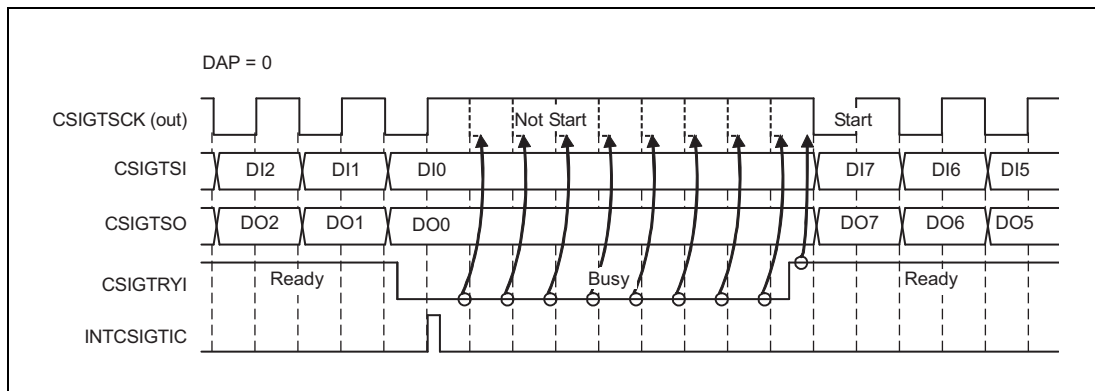 DAP = 0
CSIGTSCK (out) Not Start Start
CSIGTSI DI2 DI1 DI0 DI7 DI6 DI5
CSIGTSO DO2 DO1 DO0 DO7 DO6 DO5
CSIGTRYI Ready Busy Ready
INTCSIGTIC